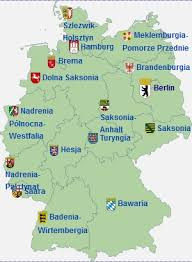 Szlezwik-
Holsztyn
Meklemburgia-
Pomorze Przednie
Hamburg
Brema
Brandenburgia
Dolna Saksonia
Berlin
Nadrenia
Północna-
Westfalia
Saksonia-
Anhalt
Saksonia
Hesja
Turyngia
Nadrenia-
Palatynat
Saara
Bawaria
Badenia-
Wirtembergia